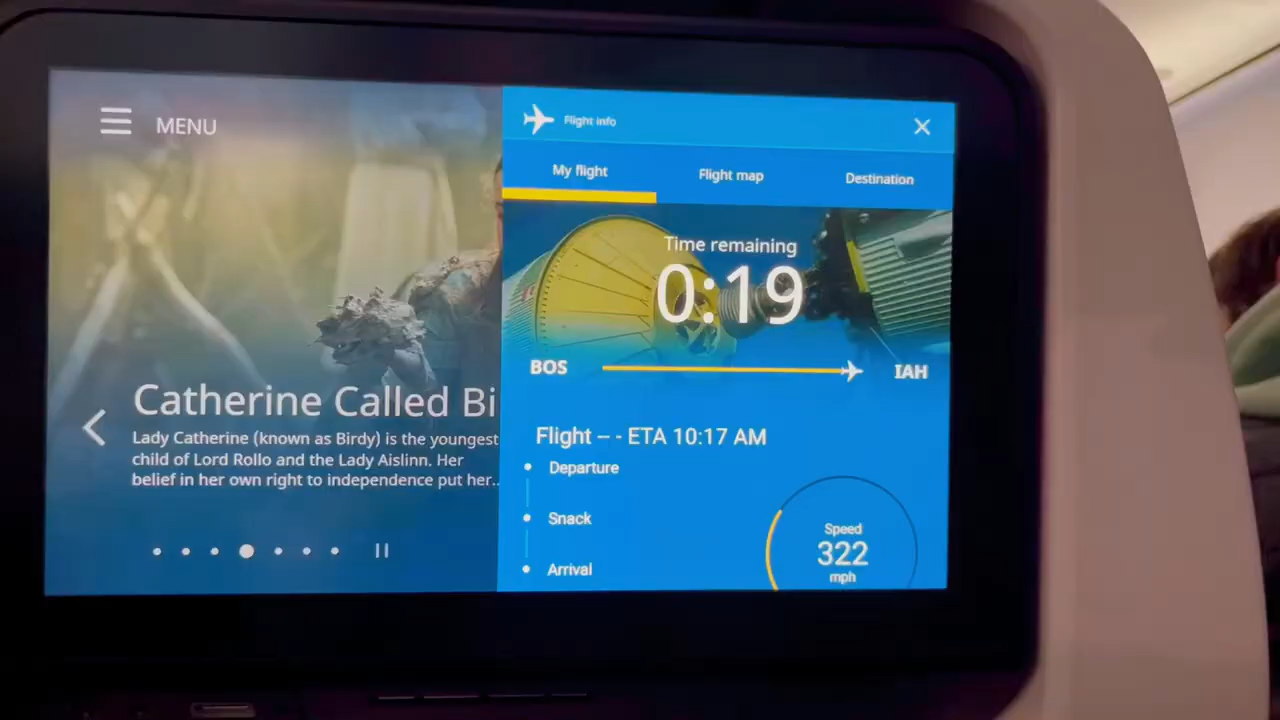 MENU
Catherine Called Bi
Lady Catherine (known as Birdy) is the youngest
child of Lord Rollo and the Lady Aislinn. Her
belief in her own right to independence put her..
Flight info
My flight
Flight map
Destination
Time remaining
0:19
BOS
IAH
Flight – - ETA 10:17 AM
Departure
Snack
Arrival
Speed
322
mph